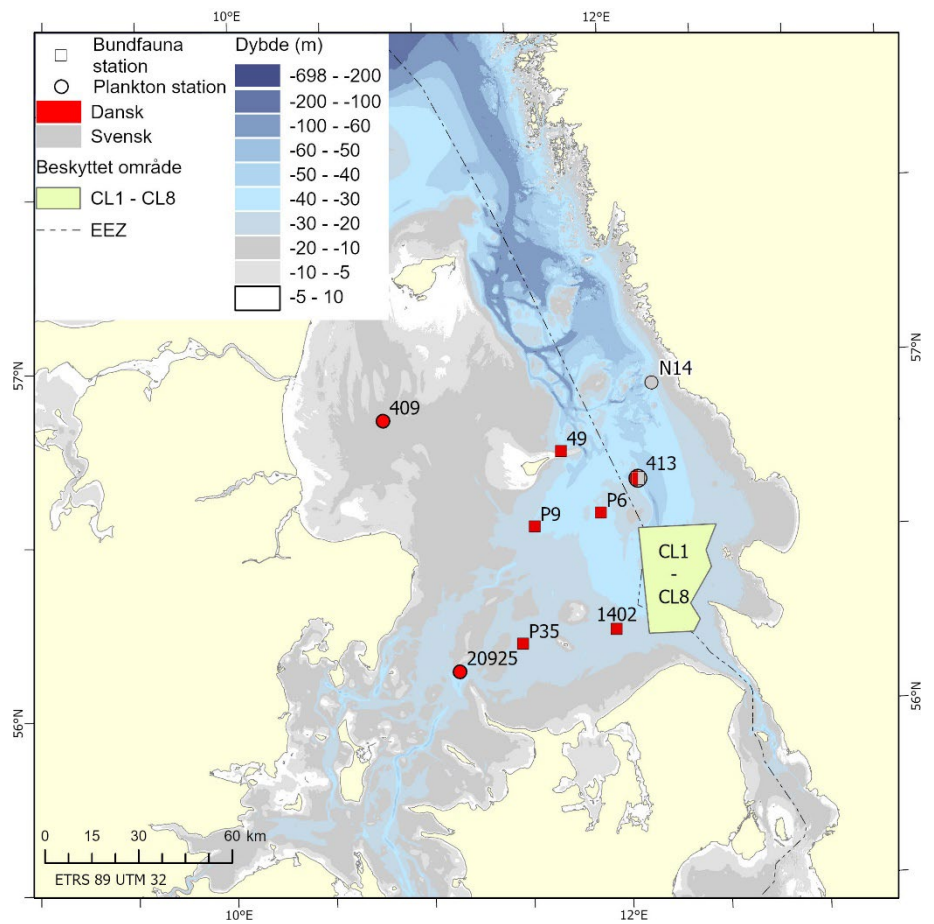 10°O
12°O
Bundfauna
station
Plankton station
Dansk
Svensk
Beskyttet område
CL1 - CL8
EEZ
Dybde (m)
-698 - -200
-200 - -100
-100 - -60
-60 - -50
-50 - -40
-40 - -30
-30 - -20
-20 - -10
-10 - -5
-5 - 10
57°N
57°N
N14
409
49
413
P6
P9
CL1
-
CL8
1402
P35
20925
56°N
56°N
0 15 30 60 km
ETRS 89 UTM 32
10°O
12°O